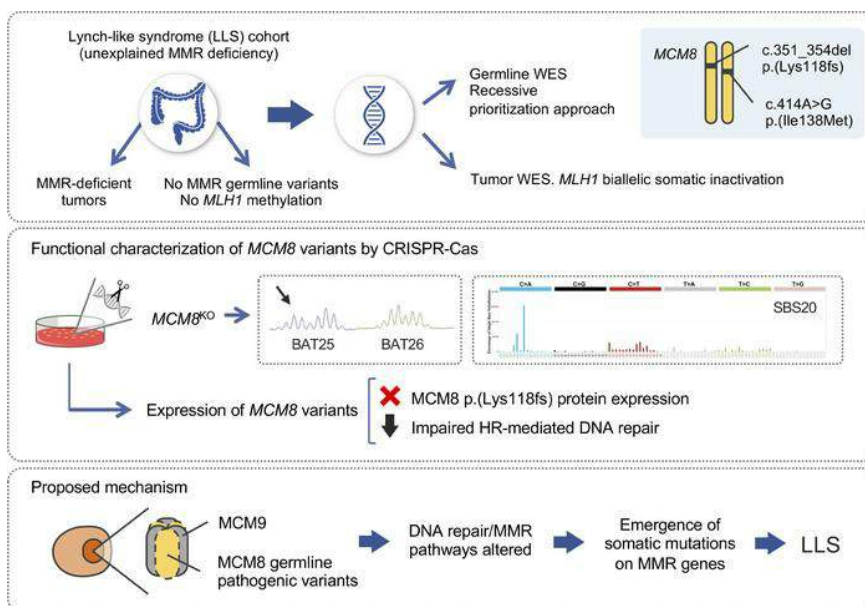 Lynch-like syndrome (LLS) cohort
(unexplained MMR deficiency)
MMR-deficient
tumors
No MMR germline variants
No MLH1 methylation
Germline WES
Recessive
prioritization approach
Tumor WES. MLH1 biallelic somatic inactivation
MCM8
c.351_354del
p.(Lys118fs)
c.414A>G
p.(Ile138Met)
Functional characterization of MCM8 variants by CRISPR-Cas
MCM8KO
BAT25
BAT26
C>A
C>G
C>T
T>A
T>C
T>G
SBS20
Expression of MCM8 variants
MCM8 p.(Lys118fs) protein expression
Impaired HR-mediated DNA repair
Proposed mechanism
MCM9
MCM8 germline
pathogenic variants
DNA repair/MMR
pathways altered
Emergence of
somatic mutations
on MMR genes
LLS